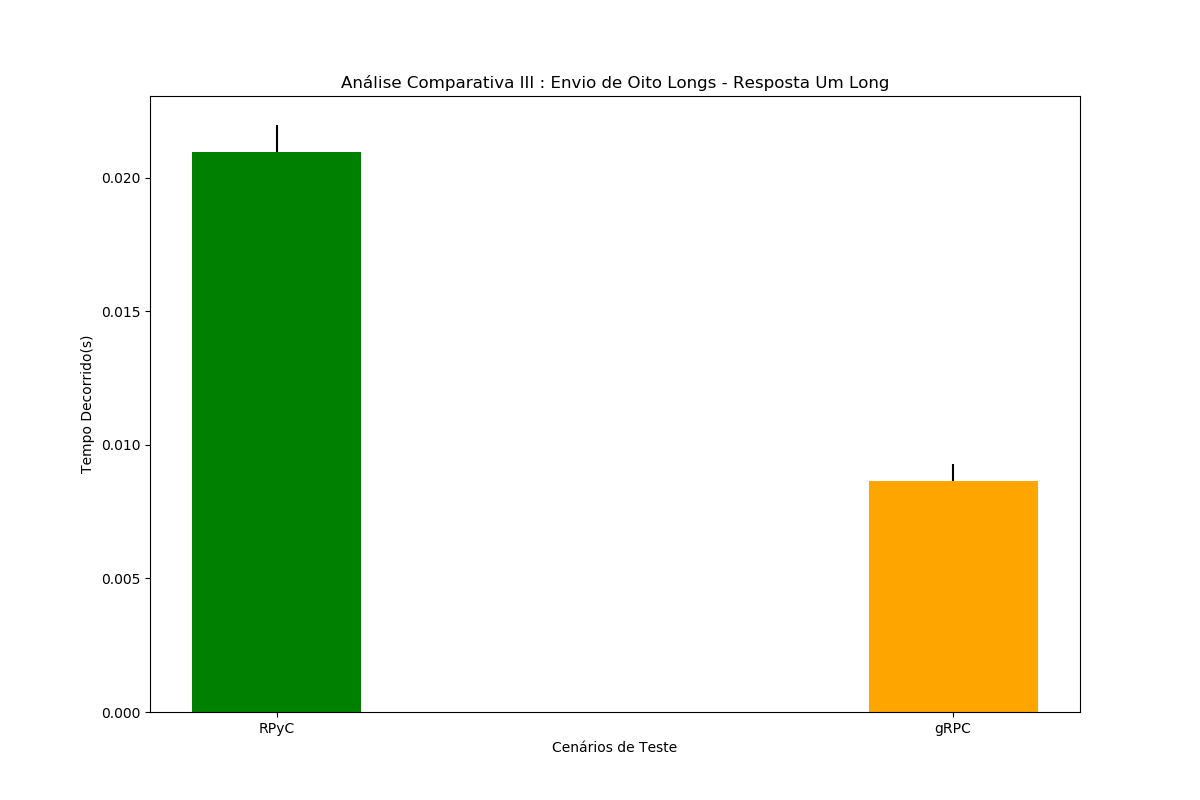 Análise Comparativa III : Envio de Oito Longs - Resposta Um Long
Tempo Decorrido(s)
0.020
0.015
0.010
0.005
0.000
RPyC
gRPC
Cenários de Teste